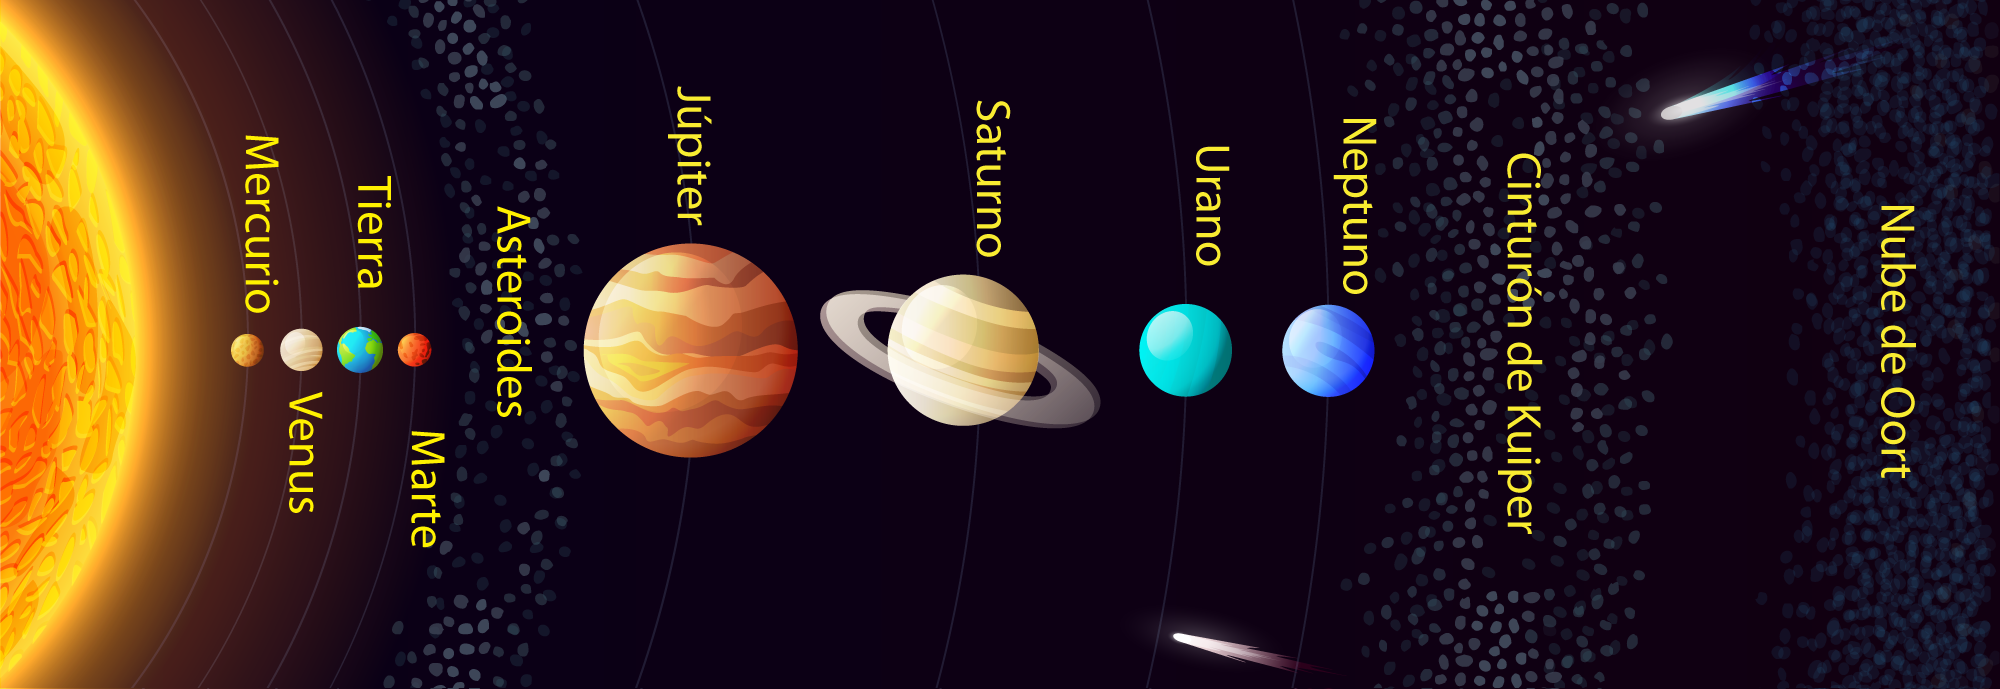 Mercurio
Venus
Tierra
Marte
Asteroides
Júpiter
Saturno
Urano
Neptuno
Cinturón de Kuiper
Nube de Oort